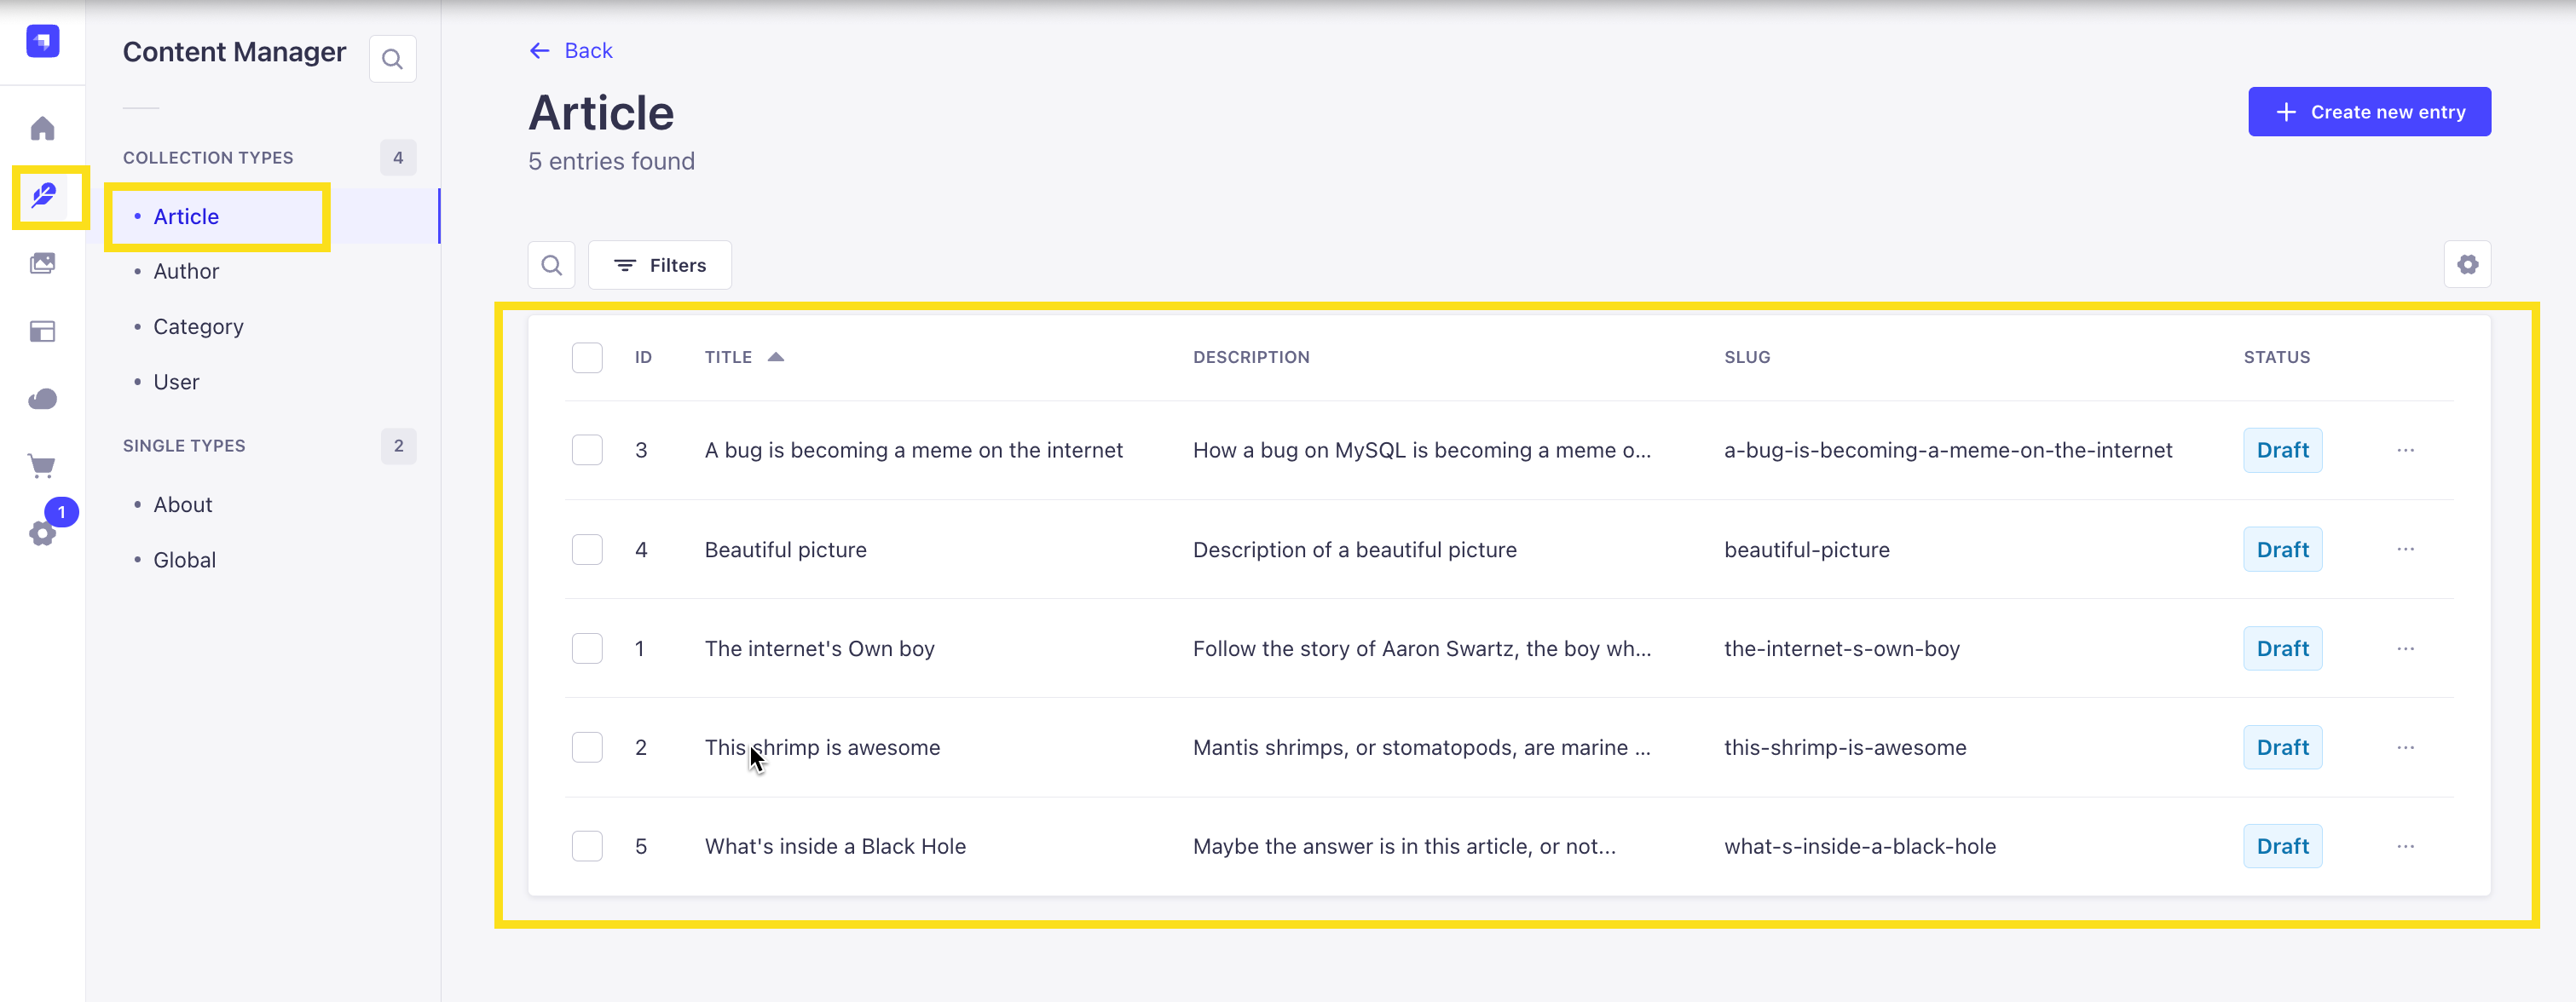 Content Manager
COLLECTION TYPES 4
Article
Author
Category
User
SINGLE TYPES 2
About
Global
1
Back
Article
5 entries found
Create new entry
Filters
ID TITLE DESCRIPTION SLUG STATUS
3 A bug is becoming a meme on the internet How a bug on MySQL is becoming a meme o... a-bug-is-becoming-a-meme-on-the-internet Draft
4 Beautiful picture Description of a beautiful picture beautiful-picture Draft
1 The internet's Own boy Follow the story of Aaron Swartz, the boy wh... the-internet-s-own-boy Draft
2 This shrimp is awesome Mantis shrimps, or stomatopods, are marine ... this-shrimp-is-awesome Draft
5 What's inside a Black Hole Maybe the answer is in this article, or not... what-s-inside-a-black-hole Draft